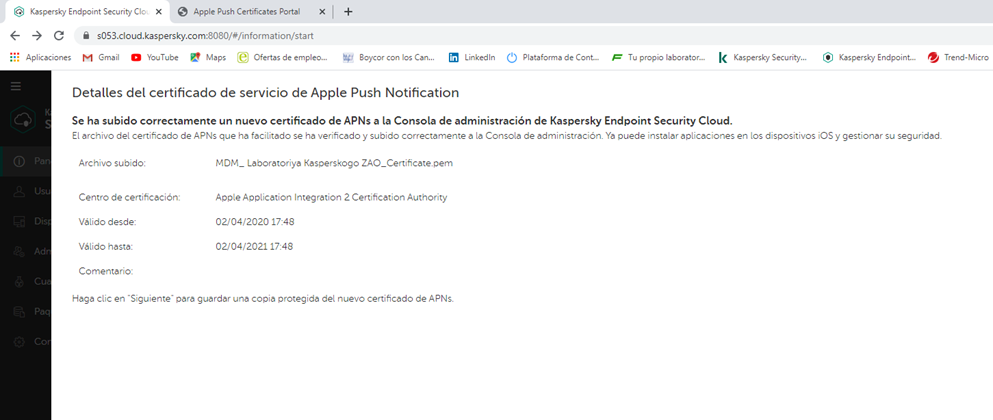 Kaspersky Endpoint Security Clou
Apple Push Certificates Portal
s053.cloud.kaspersky.com:8080/#/information/start
Aplicaciones
Gmail
YouTube
Maps
Ofertas de empleo...
Boycor con los Can...
LinkedIn
Plataforma de Cont...
Tu propio laborator...
Kaspersky Security...
Kaspersky Endpoint...
Trend-Micro
Detalles del certificado de servicio de Apple Push Notification
Se ha subido correctamente un nuevo certificado de APNs a la Consola de administración de Kaspersky Endpoint Security Cloud.
El archivo del certificado de APNs que ha facilitado se ha verificado y subido correctamente a la Consola de administración. Ya puede instalar aplicaciones en los dispositivos iOS y gestionar su seguridad.
Archivo subido: MDM_ Laboratoriya Kasperskogo ZAO_Certificate.pem
Centro de certificación: Apple Application Integration 2 Certification Authority
Válido desde: 02/04/2020 17:48
Válido hasta: 02/04/2021 17:48
Comentario:
Haga clic en "Siguiente" para guardar una copia protegida del nuevo certificado de APNs.
Pan
Usu
Disp
Adm
Cua
Paq
Con